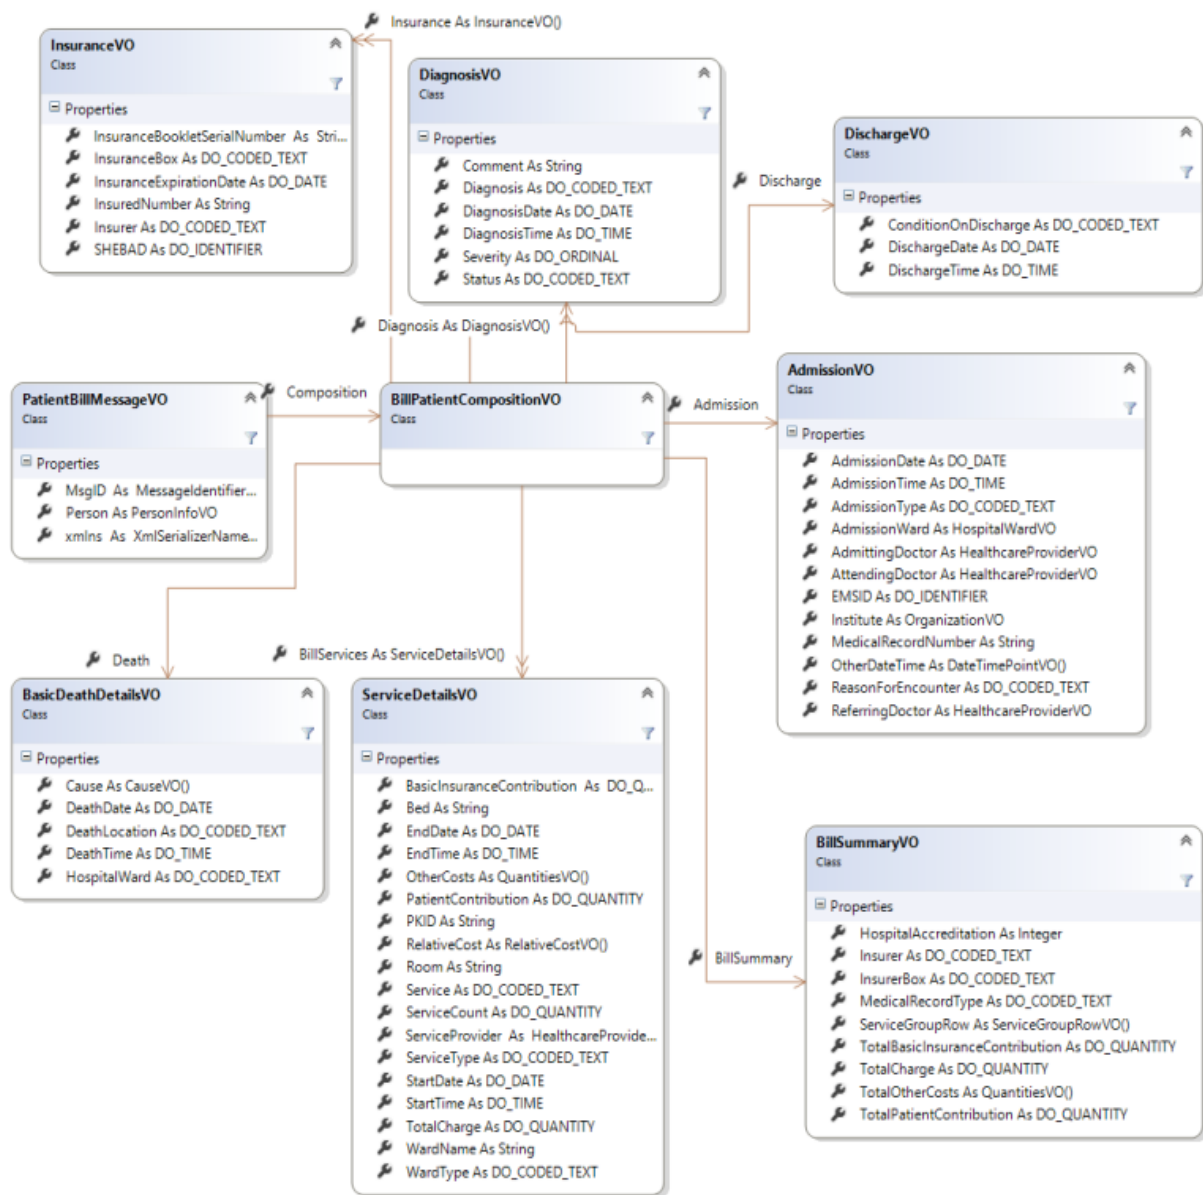 Insurance As InsuranceVO()
InsuranceVO
Class
Properties
InsuranceBookletSerialNumber As Stri...
InsuranceBox As DO_CODED_TEXT
InsuranceExpirationDate As DO_DATE
InsuredNumber As String
Insurer As DO_CODED_TEXT
SHEBAD As DO_IDENTIFIER
DiagnosisVO
Class
Properties
Comment As String
Diagnosis As DO_CODED_TEXT
DiagnosisDate As DO_DATE
DiagnosisTime As DO_TIME
Severity As DO_ORDINAL
Status As DO_CODED_TEXT
Discharge
DischargeVO
Class
Properties
ConditionOnDischarge As DO_CODED_TEXT
DischargeDate As DO_DATE
DischargeTime As DO_TIME
Diagnosis As DiagnosisVO()
PatientBillMessageVO
Class
Properties
MsgID As MessageIdentifier...
Person As PersonInfoVO
xmlns As XmlSerializerName...
Composition
BillPatientCompositionVO
Class
Admission
AdmissionVO
Class
Properties
AdmissionDate As DO_DATE
AdmissionTime As DO_TIME
AdmissionType As DO_CODED_TEXT
AdmissionWard As HospitalWardVO
AdmittingDoctor As HealthcareProviderVO
AttendingDoctor As HealthcareProviderVO
EMSID As DO_IDENTIFIER
Institute As OrganizationVO
MedicalRecordNumber As String
OtherDateTime As DateTimePointVO()
ReasonForEncounter As DO_CODED_TEXT
ReferringDoctor As HealthcareProviderVO
Death
BasicDeathDetailsVO
Class
Properties
Cause As CauseVO()
DeathDate As DO_DATE
DeathLocation As DO_CODED_TEXT
DeathTime As DO_TIME
HospitalWard As DO_CODED_TEXT
BillServices As ServiceDetailsVO()
ServiceDetailsVO
Class
Properties
BasicInsuranceContribution As DO_Q...
Bed As String
EndDate As DO_DATE
EndTime As DO_TIME
OtherCosts As QuantitiesVO()
PatientContribution As DO_QUANTITY
PKID As String
RelativeCost As RelativeCostVO()
Room As String
Service As DO_CODED_TEXT
ServiceCount As DO_QUANTITY
ServiceProvider As HealthcareProvide...
ServiceType As DO_CODED_TEXT
StartDate As DO_DATE
StartTime As DO_TIME
TotalCharge As DO_QUANTITY
WardName As String
WardType As DO_CODED_TEXT
BillSummary
BillSummaryVO
Class
Properties
HospitalAccreditation As Integer
Insurer As DO_CODED_TEXT
InsurerBox As DO_CODED_TEXT
MedicalRecordType As DO_CODED_TEXT
ServiceGroupRow As ServiceGroupRowVO()
TotalBasicInsuranceContribution As DO_QUANTITY
TotalCharge As DO_QUANTITY
TotalOtherCosts As QuantitiesVO()
TotalPatientContribution As DO_QUANTITY